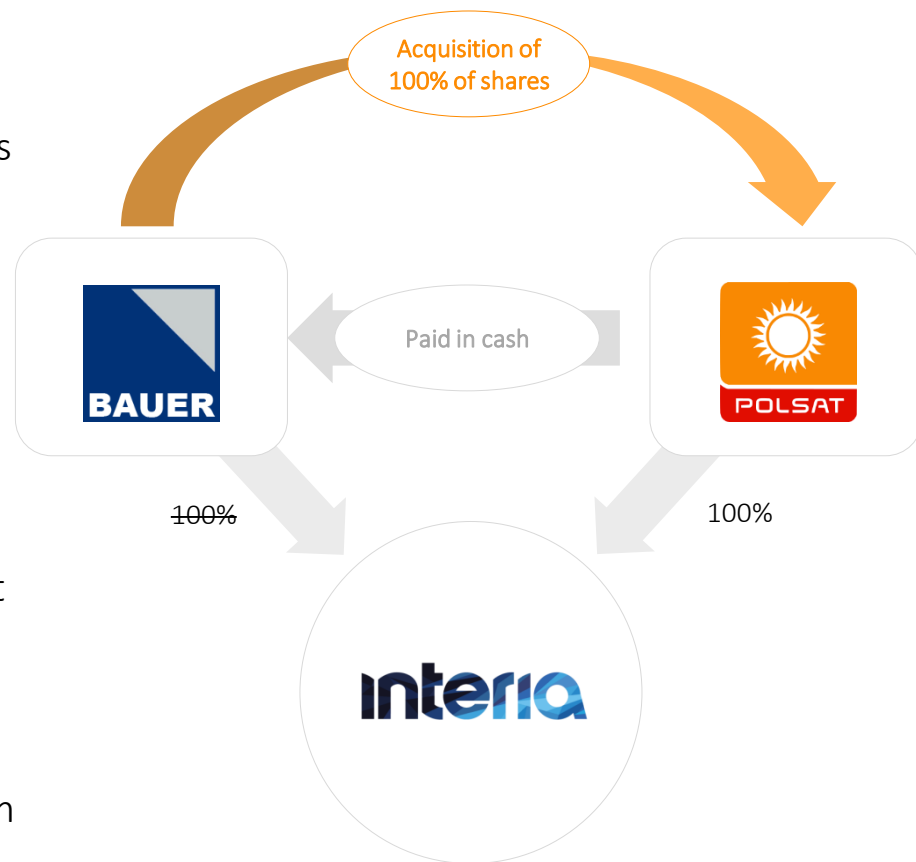 Acquisition of
100% of shares
s
Paid in cash
BAUER
POLSAT
100%
100%
t
interia
n